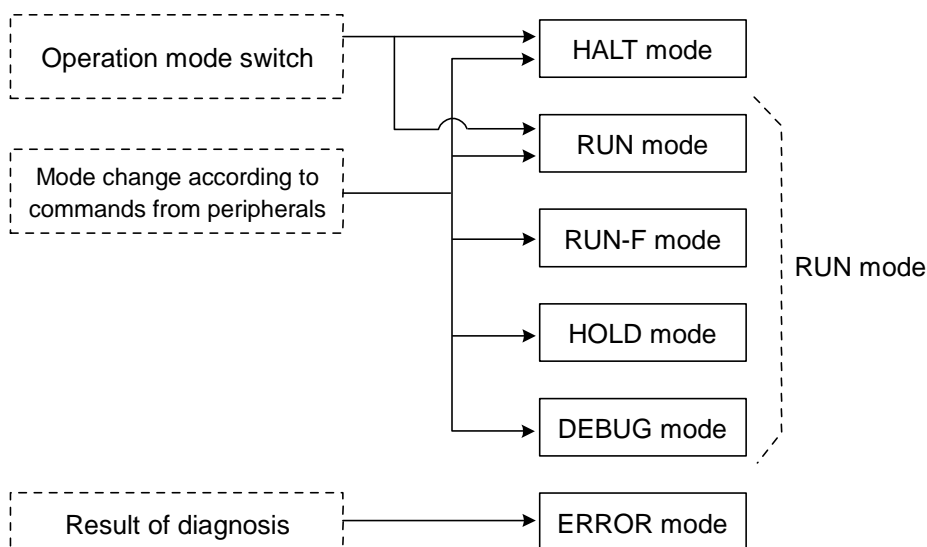 Operation mode switch
HALT mode
RUN mode
Mode change according to
commands from peripherals
RUN-F mode
RUN mode
HOLD mode
DEBUG mode
Result of diagnosis
ERROR mode